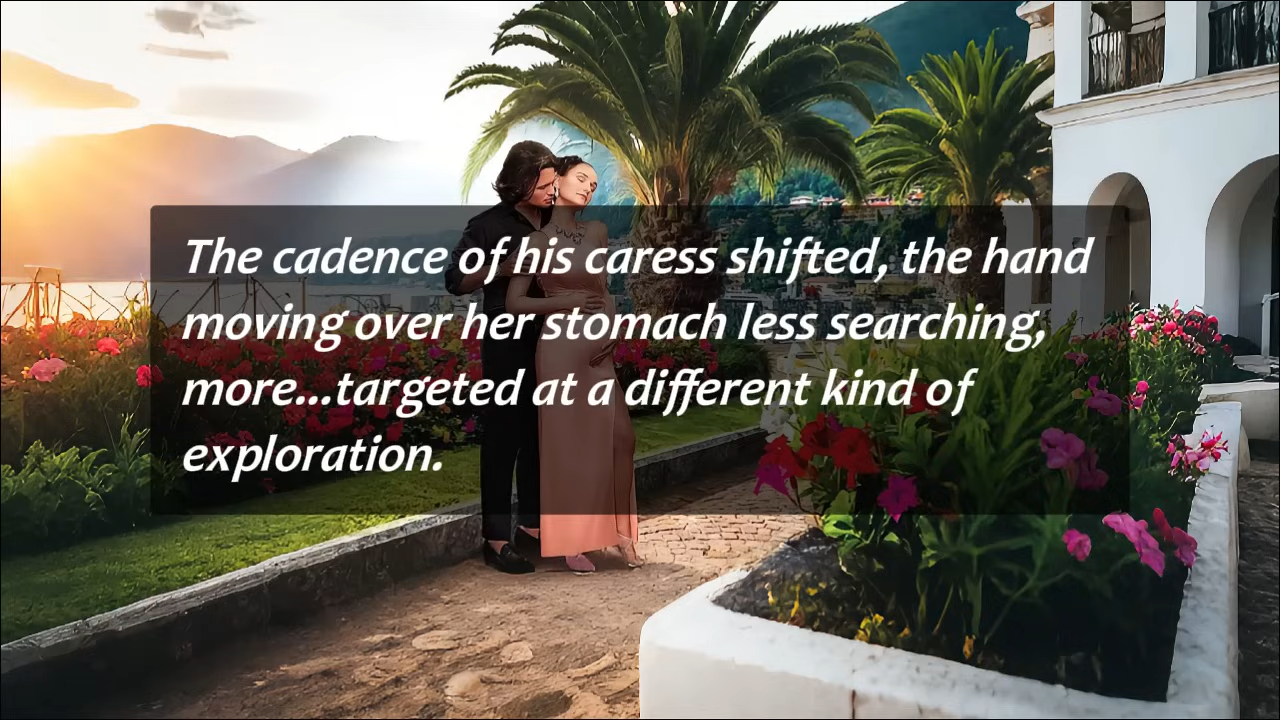 The cadence of his caress shifted, the hand
moving over her stomach less searching,
more...targeted at a different kind of
exploration.